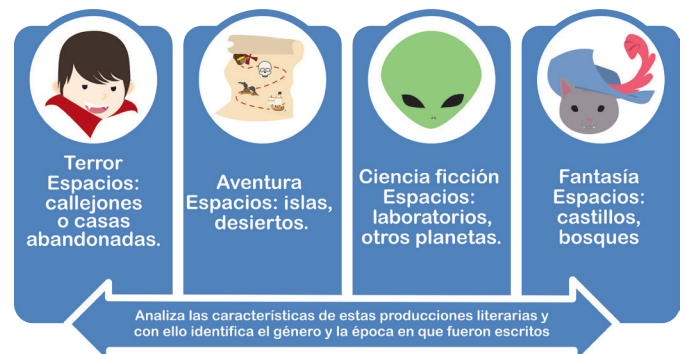 Terror
Espacios:
callejones
o casas
abandonadas.
Aventura
Espacios: islas,
desiertos.
Ciencia ficción
Espacios:
laboratorios,
otros planetas.
Fantasía
Espacios:
castillos,
bosques
Analiza las características de estas producciones literarias y
con ello identifica el género y la época en que fueron escritos